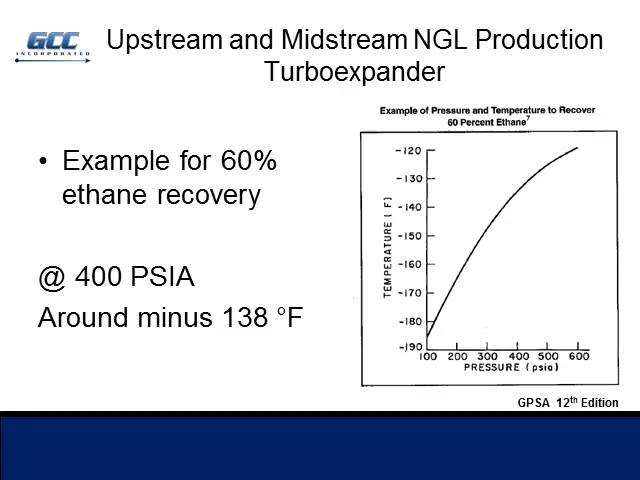 GCC
INCORPORATED
Upstream and Midstream NGL Production
Turboexpander
• Example for 60%
ethane recovery
@ 400 PSIA
Around minus 138 °F
Example of Pressure and Temperature to Recover
60 Percent Ethane⁷
TEMPERATURE (°F)
-120
-130
-140
-150
-160
-170
-180
-190
100 200 300 400 500 600
PRESSURE (psia)
GPSA 12th Edition